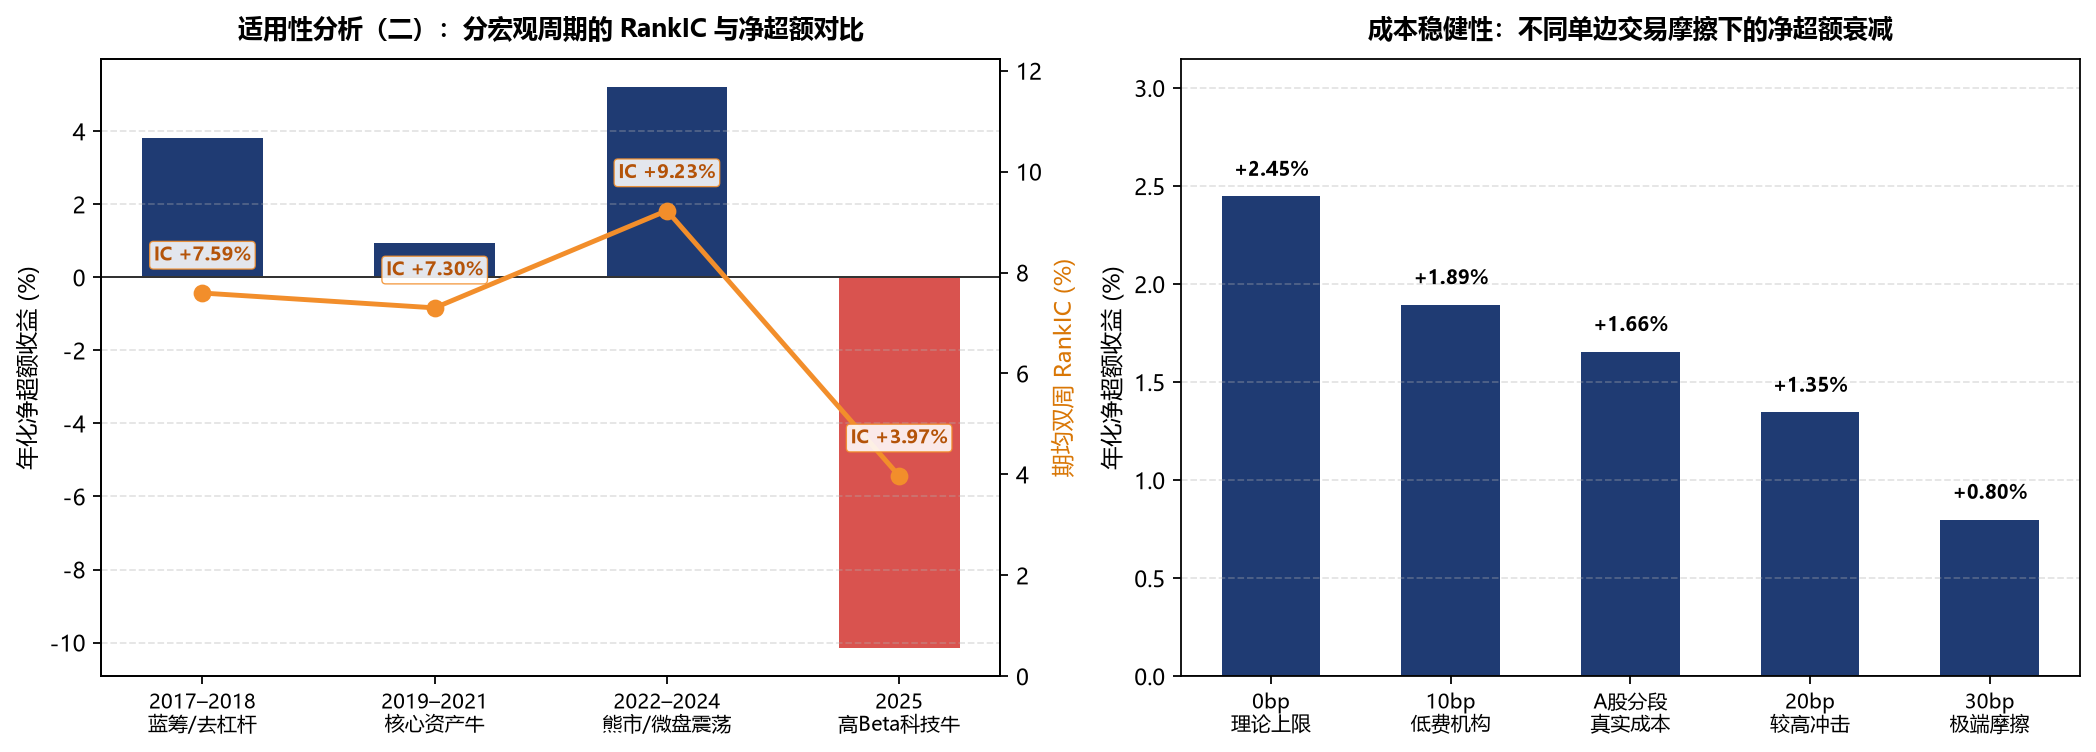 适用性分析（二）：分宏观周期的 RankIC 与净超额对比
年化净超额收益 (%)
4
2
0
-2
-4
-6
-8
-10
IC +7.59%
IC +7.30%
IC +9.23%
IC +3.97%
12
10
8
6
4
2
0
期均双周 RankIC (%)
2017–2018
蓝筹/去杠杆
2019–2021
核心资产牛
2022–2024
熊市/微盘震荡
2025
高Beta科技牛
成本稳健性：不同单边交易摩擦下的净超额衰减
年化净超额收益 (%)
3.0
2.5
2.0
1.5
1.0
0.5
0.0
+2.45%
+1.89%
+1.66%
+1.35%
+0.80%
0bp
理论上限
10bp
低费机构
A股分段
真实成本
20bp
较高冲击
30bp
极端摩擦